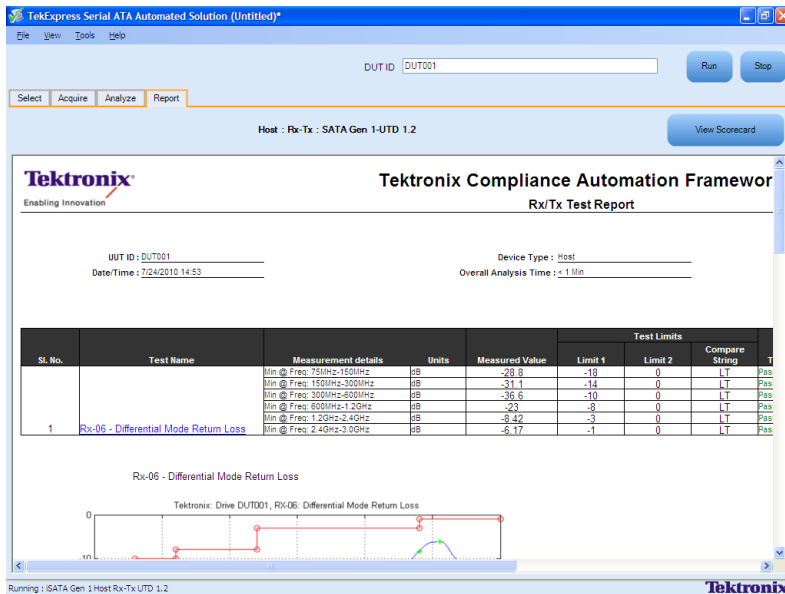 TekExpress Serial ATA Automated Solution (Untitled)*
File View Tools Help
DUT ID DUT001 Run Stop
Select Acquire Analyze Report
Host : Rx-Tx : SATA Gen 1-UTD 1.2 View Scorecard
Tektronix
Enabling Innovation
Tektronix Compliance Automation Framewor
Rx/Tx Test Report
UUT ID : DUT001 Device Type : Host
Date/Time : 7/24/2010 14:53 Overall Analysis Time : < 1 Min
Test Limits
Sl. No. Test Name Measurement details Units Measured Value Limit 1 Limit 2 Compare String T
Min @ Freq: 75MHz-150MHz dB -28.8 -18 0 LT Pas
Min @ Freq: 150MHz-300MHz dB -31.1 -14 0 LT Pas
Min @ Freq: 300MHz-600MHz dB -36.6 -10 0 LT Pas
Min @ Freq: 600MHz-1.2GHz dB -23 -8 0 LT Pas
Min @ Freq: 1.2GHz-2.4GHz dB -8.42 -3 0 LT Pas
1 Rx-06 - Differential Mode Return Loss Min @ Freq: 2.4GHz-3.0GHz dB -6.17 -1 0 LT Pas
Rx-06 - Differential Mode Return Loss
Tektronix: Drive DUT001, RX-06: Differential Mode Return Loss
0
-10
Running : iSATA Gen 1 Host Rx-Tx UTD 1.2 Tektronix